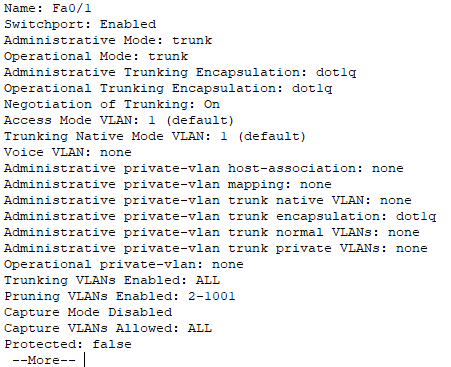 Name: Fa0/1
Switchport: Enabled
Administrative Mode: trunk
Operational Mode: trunk
Administrative Trunking Encapsulation: dot1q
Operational Trunking Encapsulation: dot1q
Negotiation of Trunking: On
Access Mode VLAN: 1 (default)
Trunking Native Mode VLAN: 1 (default)
Voice VLAN: none
Administrative private-vlan host-association: none
Administrative private-vlan mapping: none
Administrative private-vlan trunk native VLAN: none
Administrative private-vlan trunk encapsulation: dot1q
Administrative private-vlan trunk normal VLANs: none
Administrative private-vlan trunk private VLANs: none
Operational private-vlan: none
Trunking VLANs Enabled: ALL
Pruning VLANs Enabled: 2-1001
Capture Mode Disabled
Capture VLANs Allowed: ALL
Protected: false
--More--